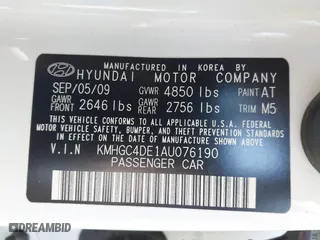 MANUFACTURED IN KOREA BY
HYUNDAI MOTOR COMPANY
SEP/05/09 GVWR 4850 lbs PAINT AT
GAWR FRONT 2646 lbs GAWR REAR 2756 lbs TRIM M5
THIS VEHICLE CONFORMS TO ALL APPLICABLE
FEDERAL MOTOR VEHICLE SAFETY, BUMPER, AND
THEFT PREVENTION STANDARDS IN EFFECT ON
THE DATE OF MANUFACTURE SHOWN ABOVE.
V.I.N KMHGC4DE1AU076190
PASSENGER CAR
DREAMBID
Dreambid.com